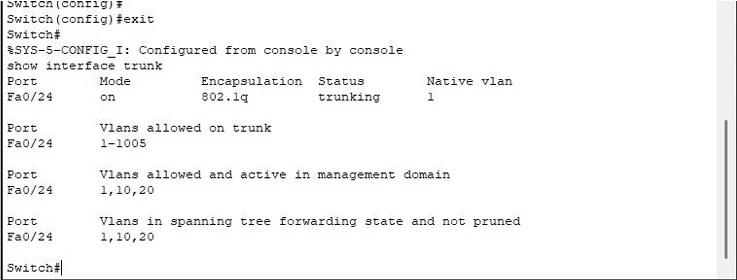 Switch(config)#
Switch(config)#exit
Switch#
%SYS-5-CONFIG_I: Configured from console by console
show interface trunk
Port        Mode         Encapsulation  Status        Native vlan
Fa0/24      on           802.1q         trunking      1

Port        Vlans allowed on trunk
Fa0/24      1-1005

Port        Vlans allowed and active in management domain
Fa0/24      1,10,20

Port        Vlans in spanning tree forwarding state and not pruned
Fa0/24      1,10,20

Switch#